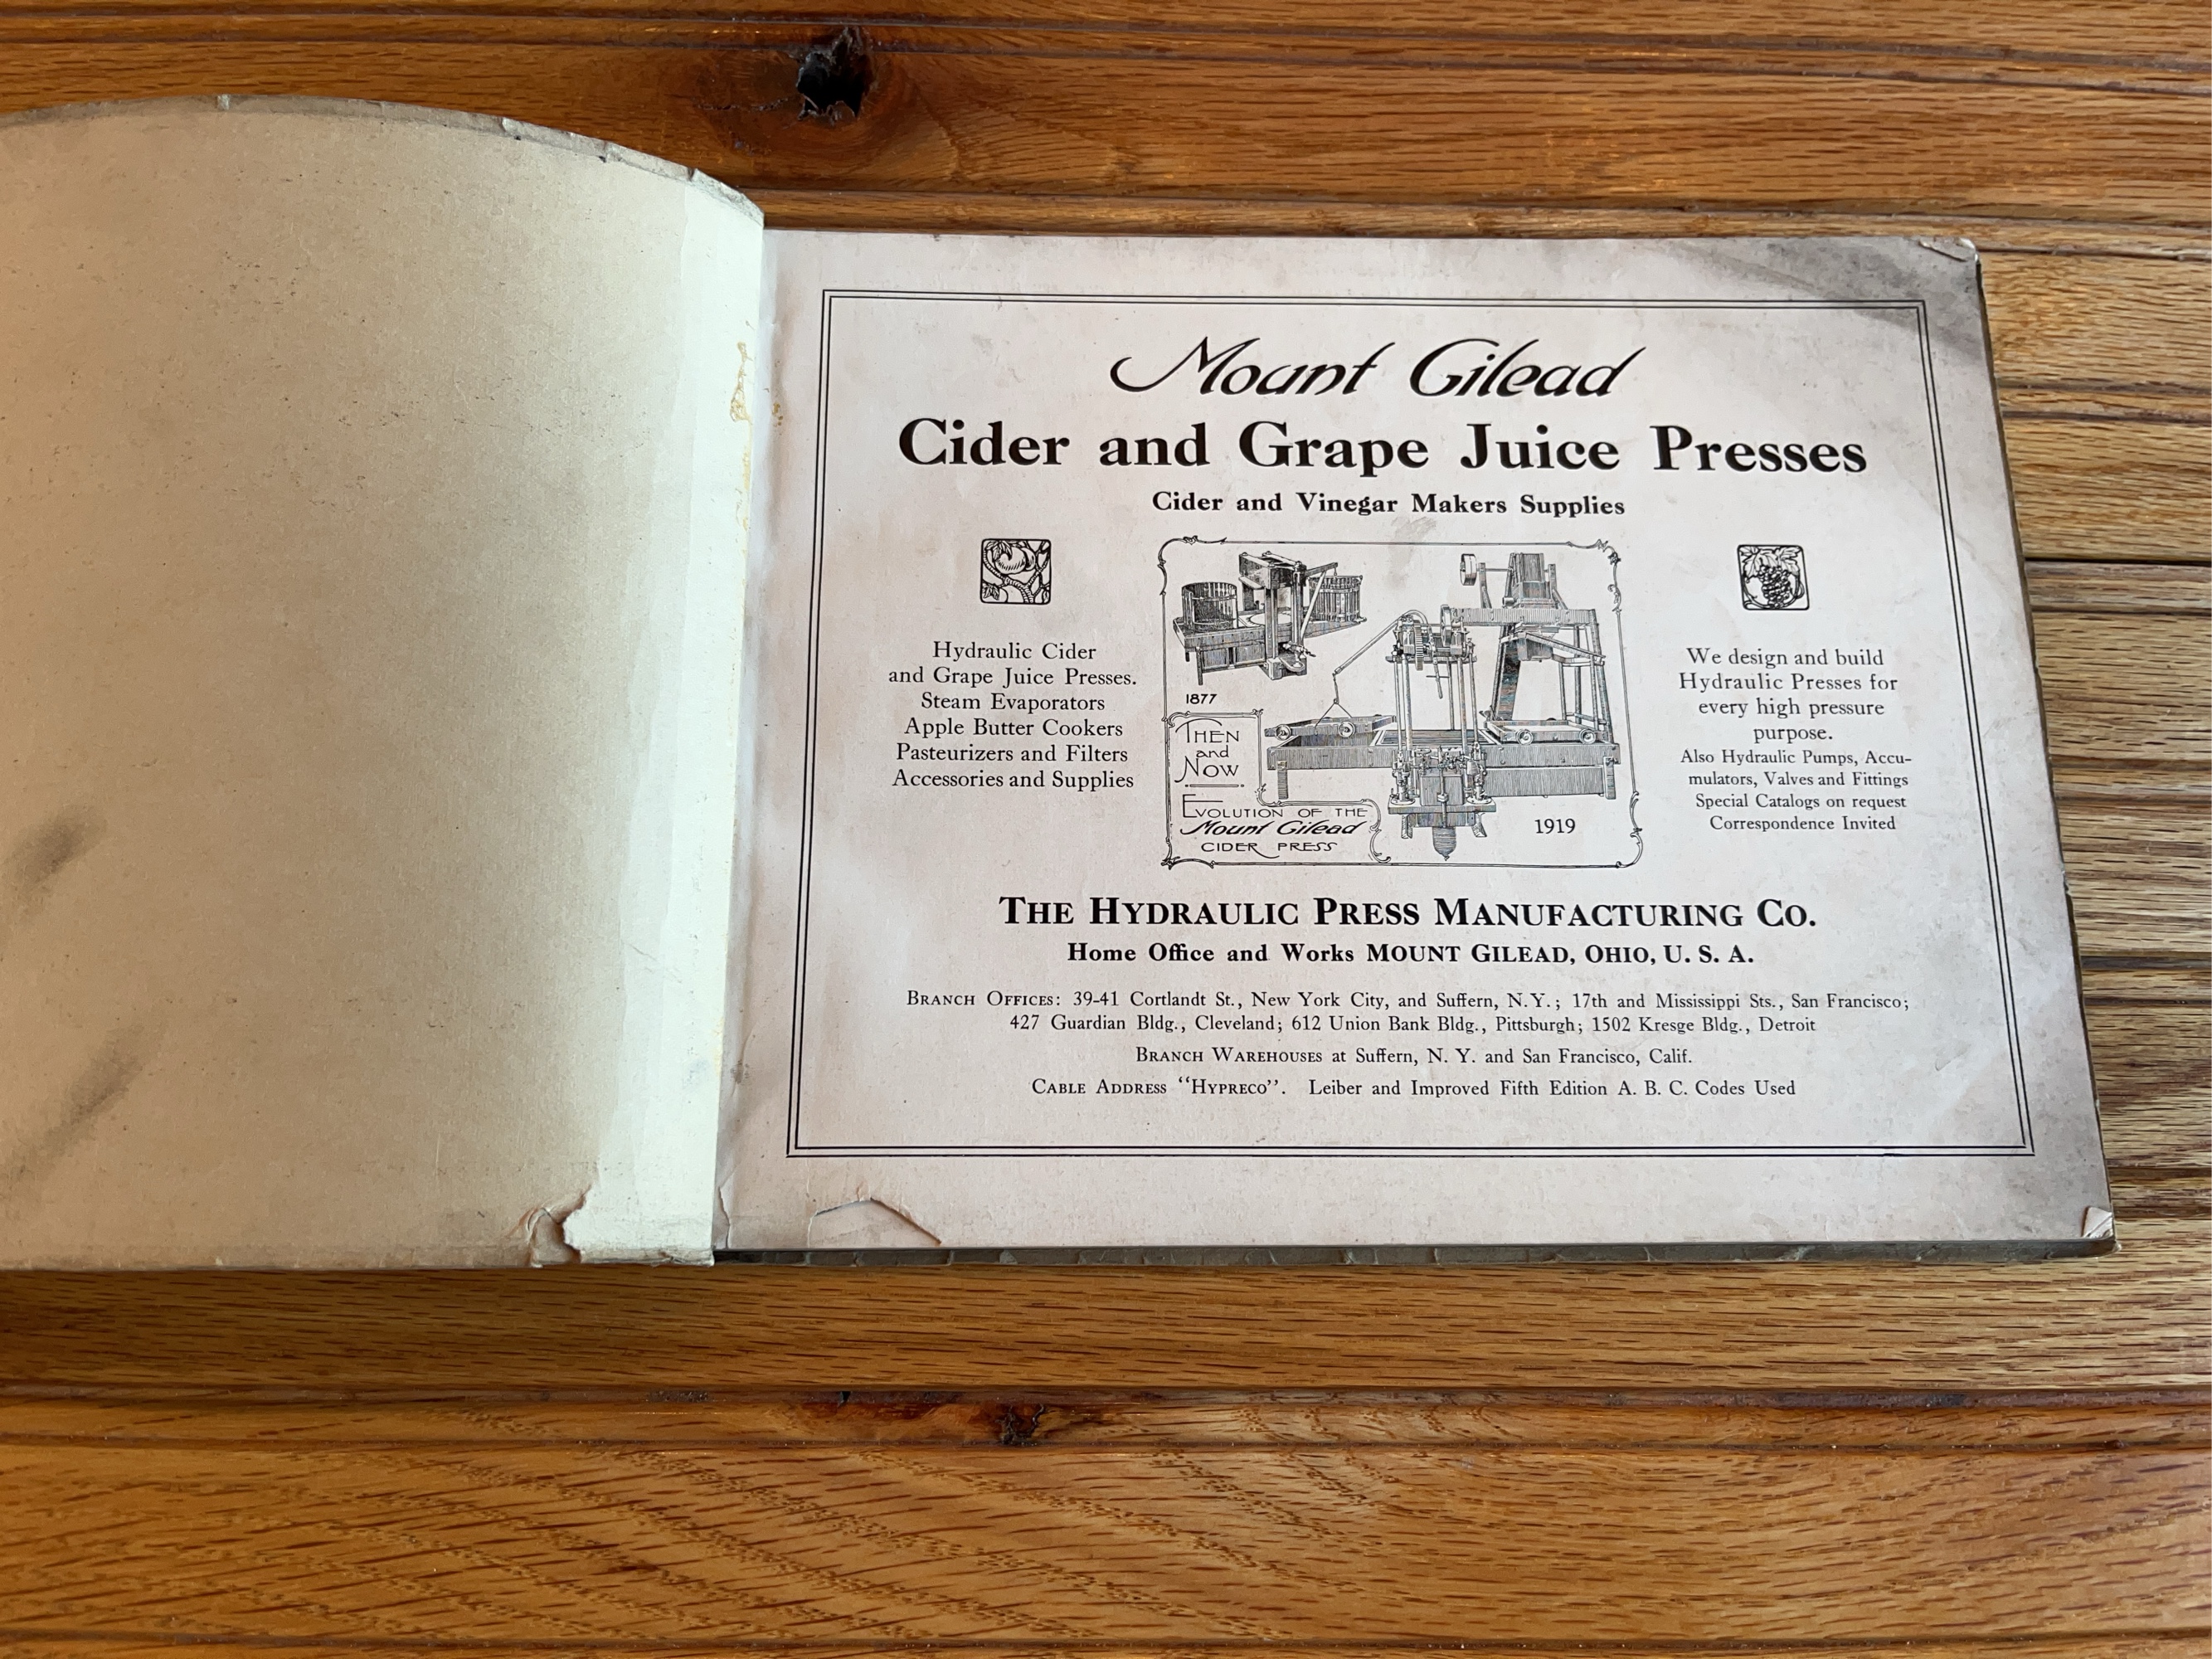 Mount Gilead
Cider and Grape Juice Presses
Cider and Vinegar Makers Supplies
Hydraulic Cider
and Grape Juice Presses.
Steam Evaporators
Apple Butter Cookers
Pasteurizers and Filters
Accessories and Supplies
1877
THEN
and
NOW
EVOLUTION OF THE
Mount Gilead
CIDER PRESS
1919
We design and build
Hydraulic Presses for
every high pressure
purpose.
Also Hydraulic Pumps, Accu-
mulators, Valves and Fittings
Special Catalogs on request
Correspondence Invited
THE HYDRAULIC PRESS MANUFACTURING CO.
Home Office and Works MOUNT GILEAD, OHIO, U. S. A.
BRANCH OFFICES: 39-41 Cortlandt St., New York City, and Suffern, N.Y.; 17th and Mississippi Sts., San Francisco;
427 Guardian Bldg., Cleveland; 612 Union Bank Bldg., Pittsburgh; 1502 Kresge Bldg., Detroit
BRANCH WAREHOUSES at Suffern, N. Y. and San Francisco, Calif.
CABLE ADDRESS "HYPRECO". Leiber and Improved Fifth Edition A. B. C. Codes Used